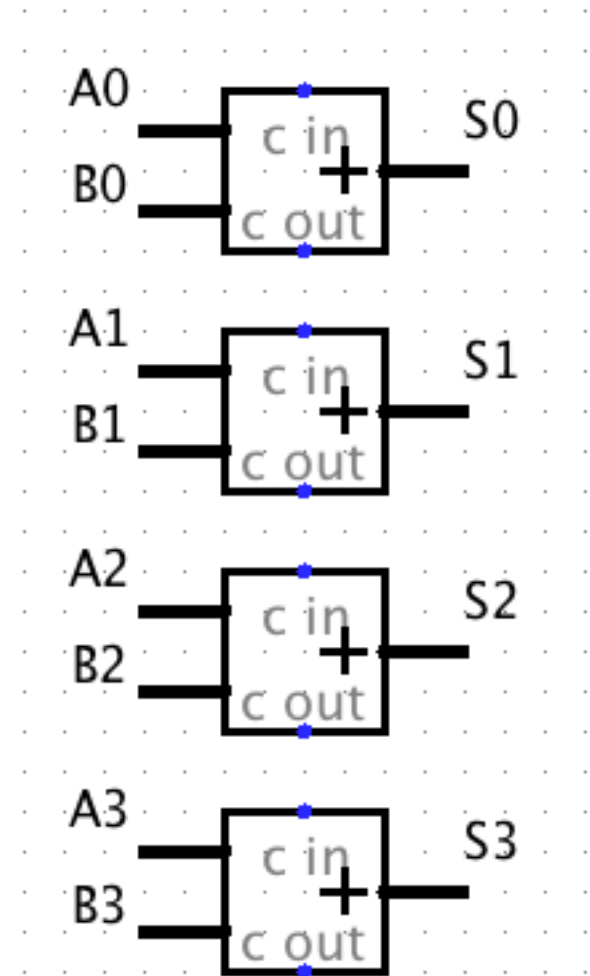 A0
c in
S0
+
B0
c out
A1
c in
S1
+
B1
c out
A2
c in
S2
+
B2
c out
A3
c in
S3
+
B3
c out